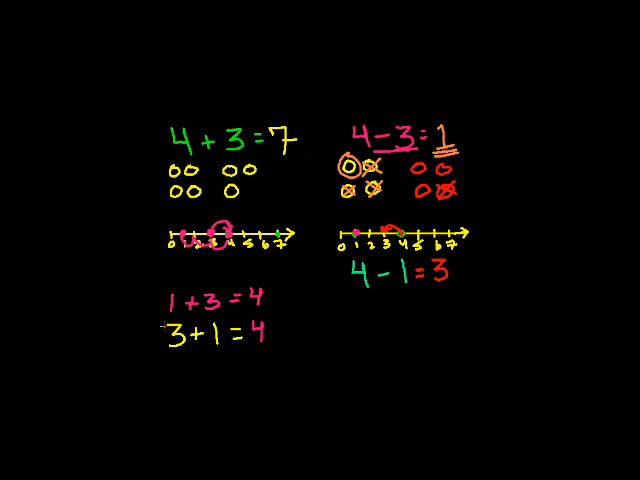 4 + 3 = 7
4 - 3 = 1
0 1 2 3 4 5 6 7
0 1 2 3 4 5 6 7
4 - 1 = 3
1 + 3 = 4
3 + 1 = 4